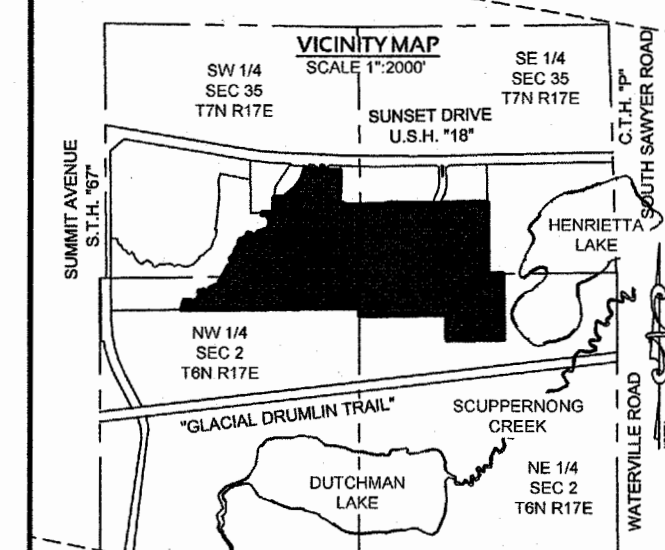 VICINITY MAP
SCALE 1":2000'
SW 1/4
SEC 35
T7N R17E
SE 1/4
SEC 35
T7N R17E
SUNSET DRIVE
U.S.H. "18"
C.T.H. "P"
SOUTH SAWYER ROAD
SUMMIT AVENUE
S.T.H. "67"
HENRIETTA
LAKE
NW 1/4
SEC 2
T6N R17E
"GLACIAL DRUMLIN TRAIL"
SCUPPERNONG
CREEK
DUTCHMAN
LAKE
NE 1/4
SEC 2
T6N R17E
WATERVILLE ROAD